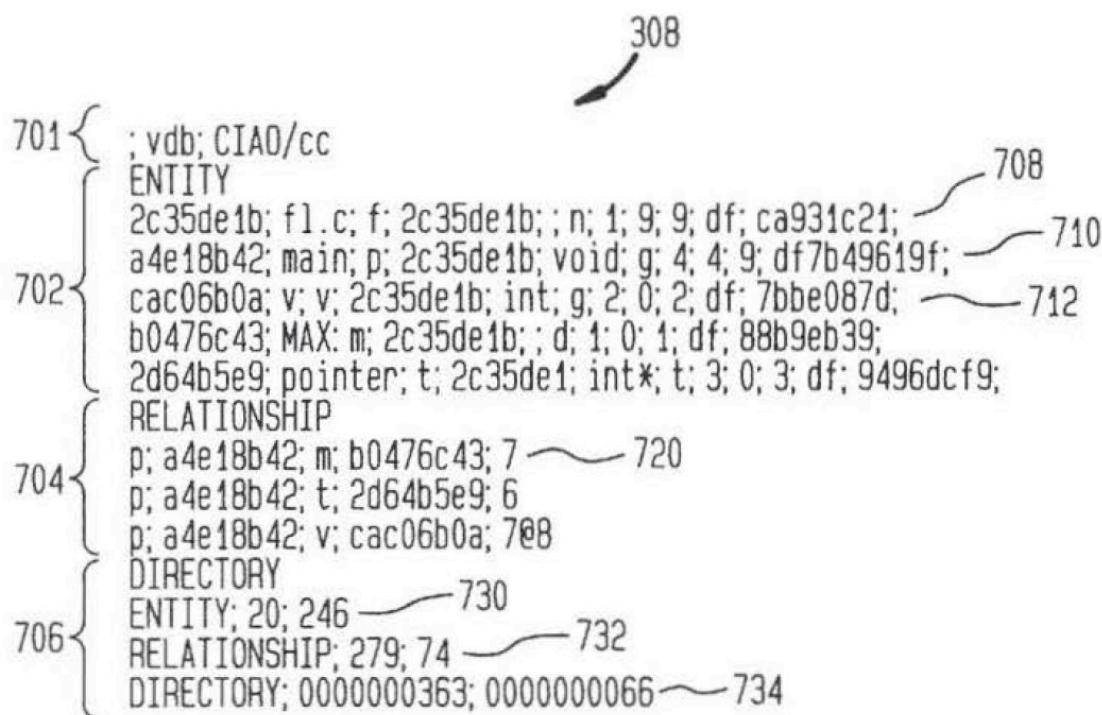 308
701
; vdb; CIAO/cc
ENTITY
708
2c35de1b; fl.c; f; 2c35de1b; ; n; 1; 9; 9; df; ca931c21;
710
a4e18b42; main; p; 2c35de1b; void; g; 4; 4; 9; df7b49619f;
702
cac06b0a; v; v; 2c35de1b; int; g; 2; 0; 2; df; 7bbe087d;
712
b0476c43; MAX: m; 2c35de1b; ; d; 1; 0; 1; df; 88b9eb39;
2d64b5e9; pointer; t; 2c35de1; int*; t; 3; 0; 3; df; 9496dcf9;
RELATIONSHIP
p; a4e18b42; m; b0476c43; 7
720
704
p; a4e18b42; t; 2d64b5e9; 6
p; a4e18b42; v; cac06b0a; 7@8
DIRECTORY
ENTITY; 20; 246
730
706
RELATIONSHIP; 279; 74
732
DIRECTORY; 0000000363; 0000000066
734